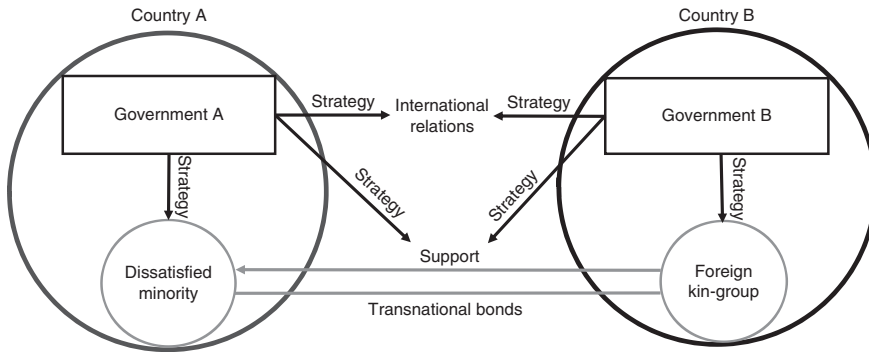 Country A
Country B
Government A
Strategy
International
relations
Strategy
Government B
Strategy
Strategy
Strategy
Strategy
Dissatisfied
minority
Support
Transnational bonds
Foreign
kin-group